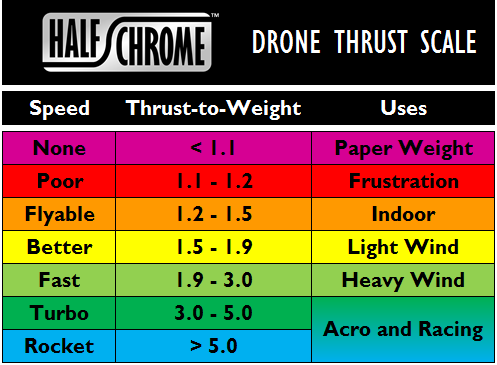 HALF CHROME™ DRONE THRUST SCALE
Speed Thrust-to-Weight Uses
None < 1.1 Paper Weight
Poor 1.1 - 1.2 Frustration
Flyable 1.2 - 1.5 Indoor
Better 1.5 - 1.9 Light Wind
Fast 1.9 - 3.0 Heavy Wind
Turbo 3.0 - 5.0
Acro and Racing
Rocket > 5.0